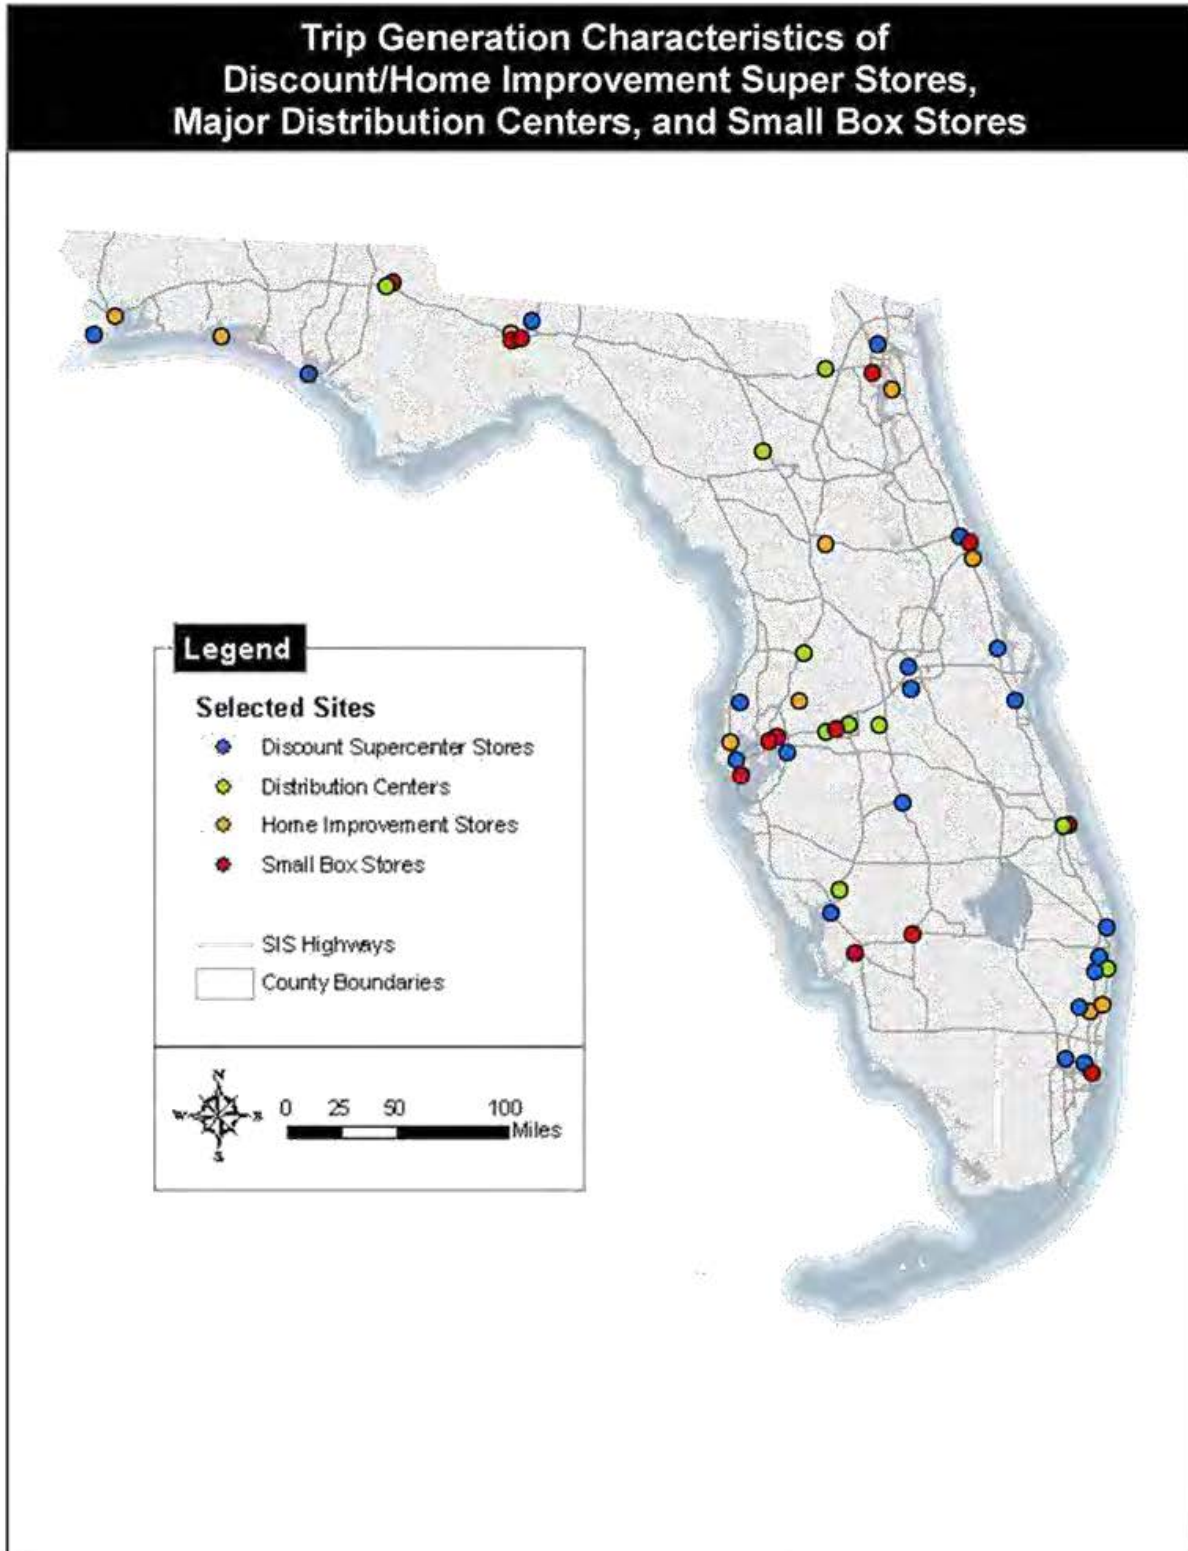 Trip Generation Characteristics of
Discount/Home Improvement Super Stores,
Major Distribution Centers, and Small Box Stores
Legend
Selected Sites
Discount Supercenter Stores
Distribution Centers
Home Improvement Stores
Small Box Stores
SIS Highways
County Boundaries
N
W E
S
0 25 50 100
Miles